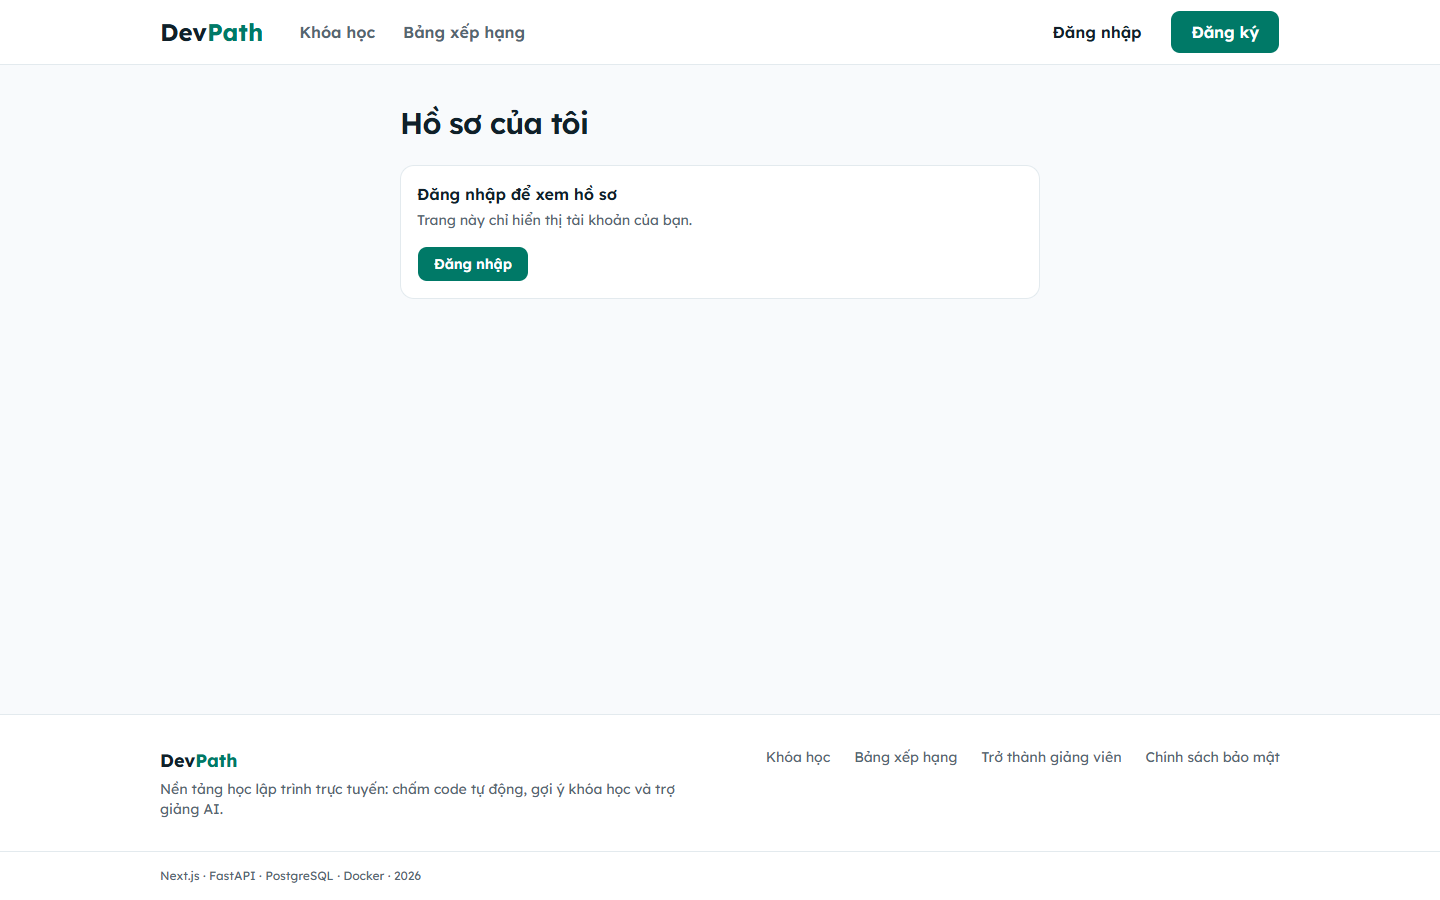 DevPath Khóa học Bảng xếp hạng Đăng nhập Đăng ký
Hồ sơ của tôi
Đăng nhập để xem hồ sơ
Trang này chỉ hiển thị tài khoản của bạn.
Đăng nhập
DevPath
Khóa học Bảng xếp hạng Trở thành giảng viên Chính sách bảo mật
Nền tảng học lập trình trực tuyến: chấm code tự động, gợi ý khóa học và trợ
giảng AI.
Next.js · FastAPI · PostgreSQL · Docker · 2026